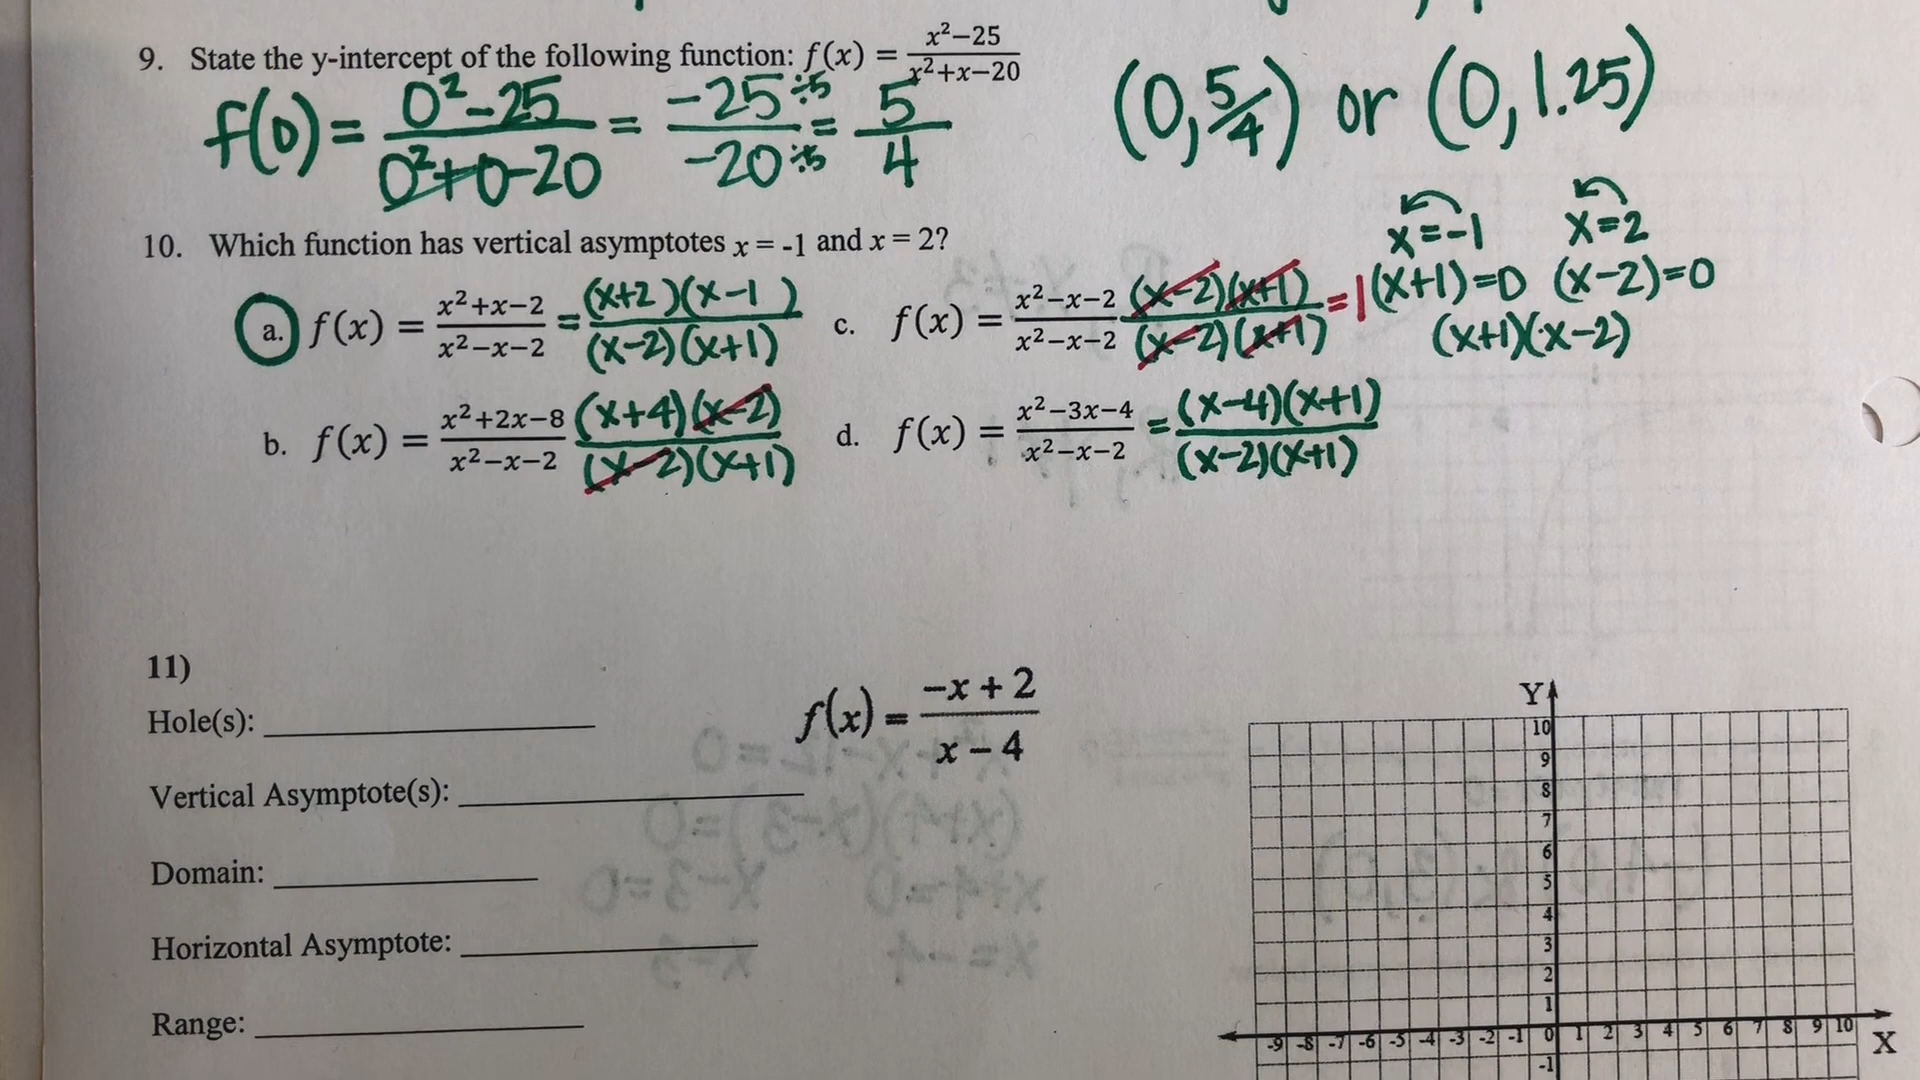 9. State the y-intercept of the following function: f(x) = x²−25 / x²+x−20
f(0) = 0²-25 / 0²+0-20 = -25 ÷5 / -20 ÷5 = 5/4 (0, 5/4) or (0, 1.25)
x=-1 x=2
10. Which function has vertical asymptotes x = -1 and x = 2?
a. f(x) = x²+x−2 / x²−x−2 = (x+2)(x-1) / (x-2)(x+1)
c. f(x) = x²−x−2 / x²−x−2 (x-2)(x+1) / (x-2)(x+1) = 1
(x+1)=0 (x-2)=0
(x+1)(x-2)
b. f(x) = x²+2x−8 / x²−x−2 (x+4)(x-2) / (x-2)(x+1)
d. f(x) = x²−3x−4 / x²−x−2 = (x-4)(x+1) / (x-2)(x+1)
11)
f(x) = −x + 2 / x − 4
Hole(s):
Vertical Asymptote(s):
Domain:
Horizontal Asymptote:
Range:
Y
10
9
8
7
6
5
4
3
2
1
-9 -8 -7 -6 -5 -4 -3 -2 -1 0 1 2 3 4 5 6 7 8 9 10
X
-1